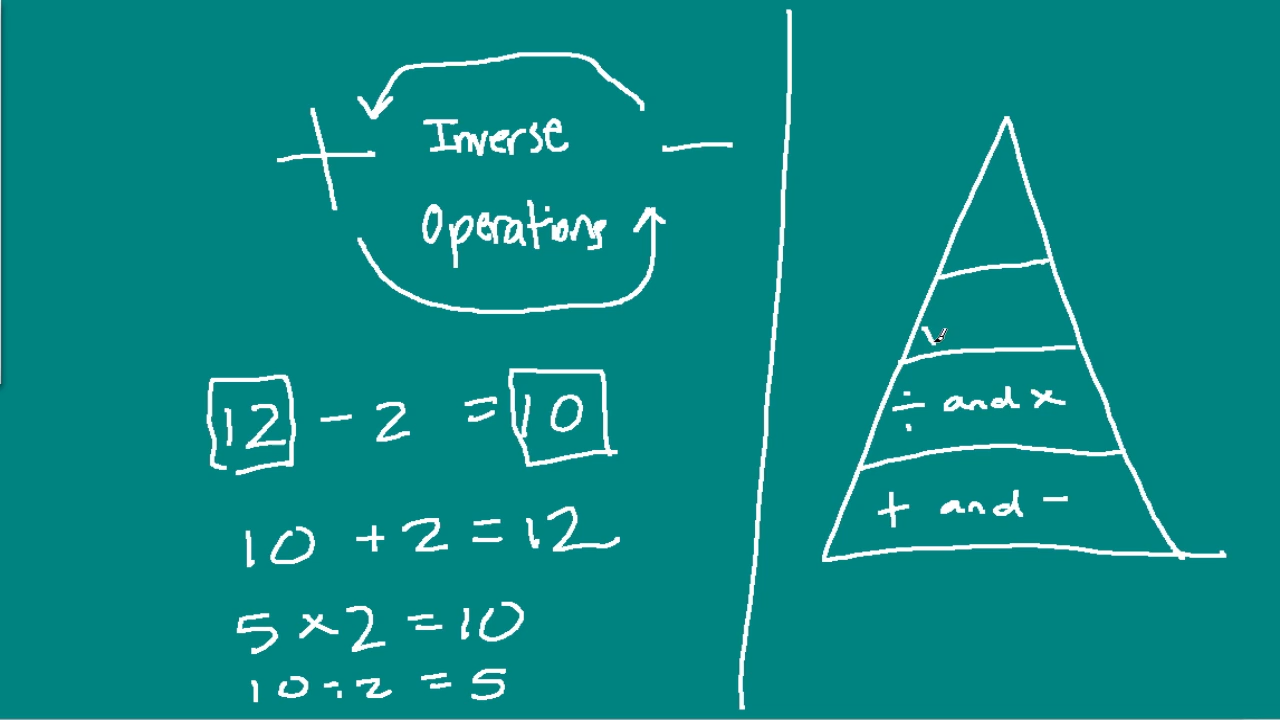 + Inverse -
Operations
12 - 2 = 10
10 + 2 = 12
5 × 2 = 10
10 ÷ 2 = 5
÷ and ×
+ and -